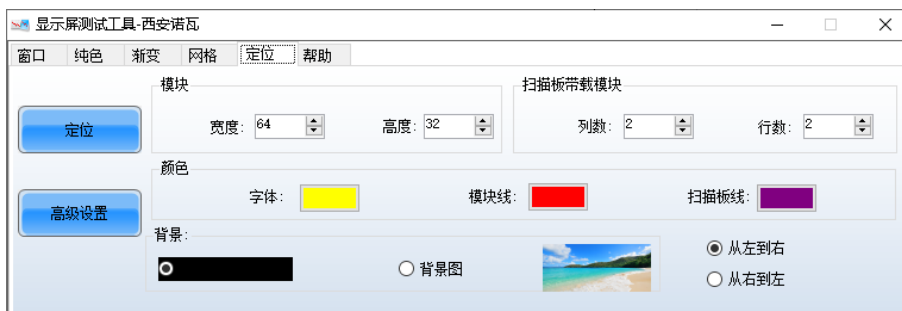 显示屏测试工具-西安诺瓦
窗口 纯色 渐变 网格 定位 帮助
模块 扫描板带载模块
定位 宽度: 64 高度: 32 列数: 2 行数: 2
颜色
字体: 模块线: 扫描板线:
高级设置
背景:
从左到右
背景图
从右到左